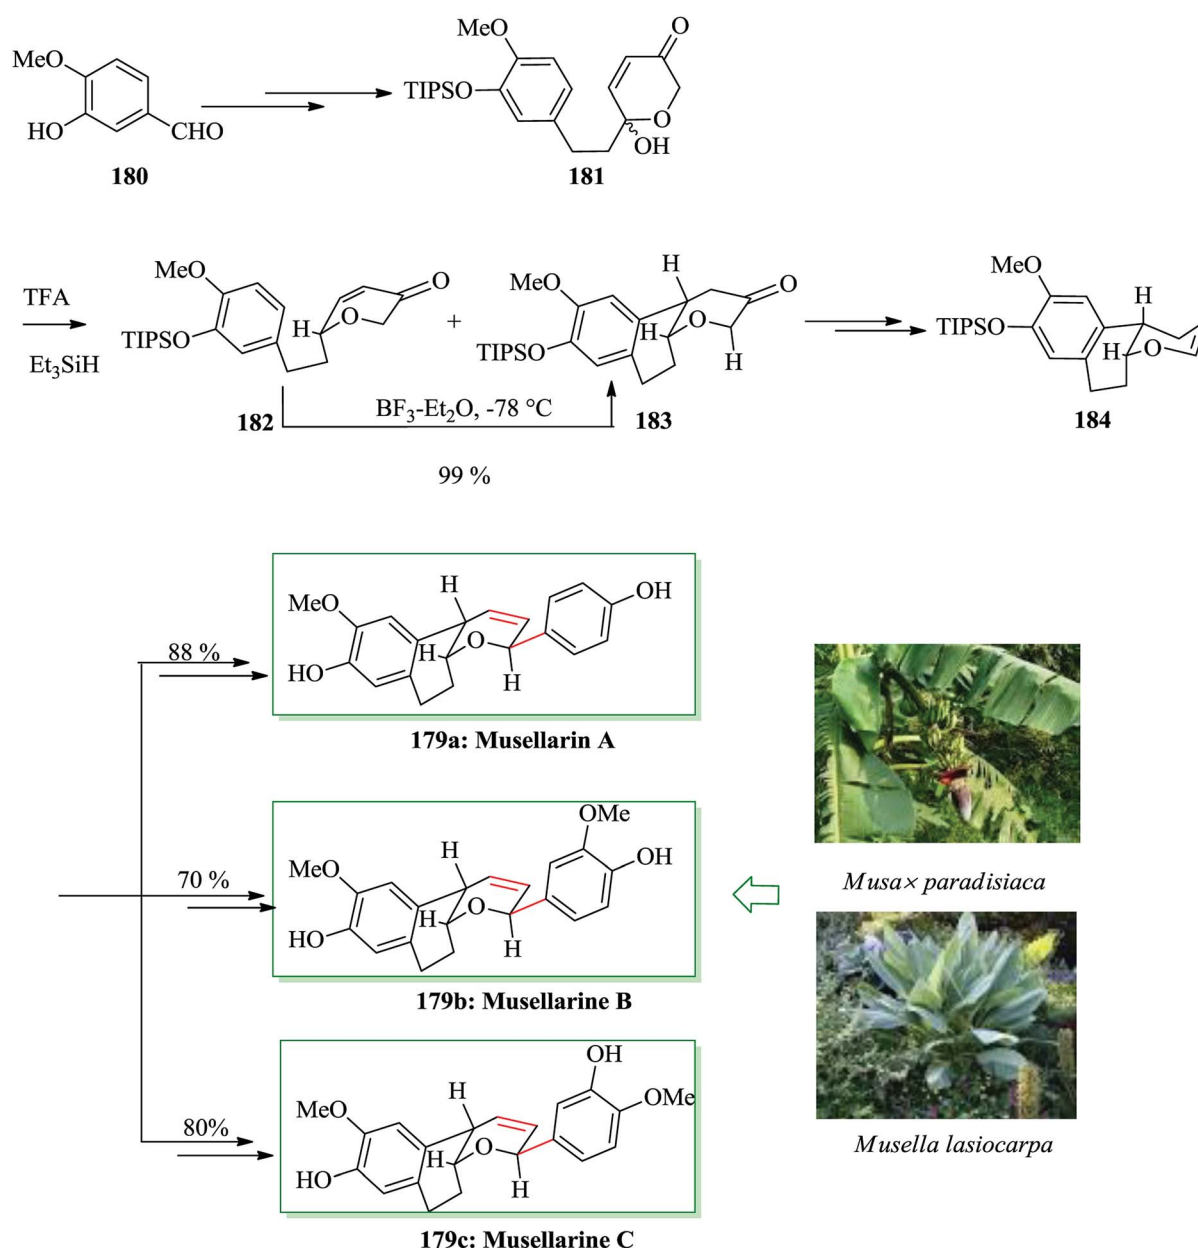 MeO
HO
CHO
180
MeO
TIPSO
O
O
OH
181
TFA
Et₃SiH
MeO
TIPSO
H
O
O
182
+
MeO
TIPSO
H
H
O
O
H
183
BF₃-Et₂O, -78 °C
99 %
MeO
TIPSO
H
H
O
184
88 %
MeO
HO
H
H
O
H
OH
179a: Musellarin A
70 %
MeO
HO
H
H
O
H
OMe
OH
179b: Musellarine B
80%
MeO
HO
H
H
O
H
OH
OMe
179c: Musellarine C
Musa× paradisiaca
Musella lasiocarpa